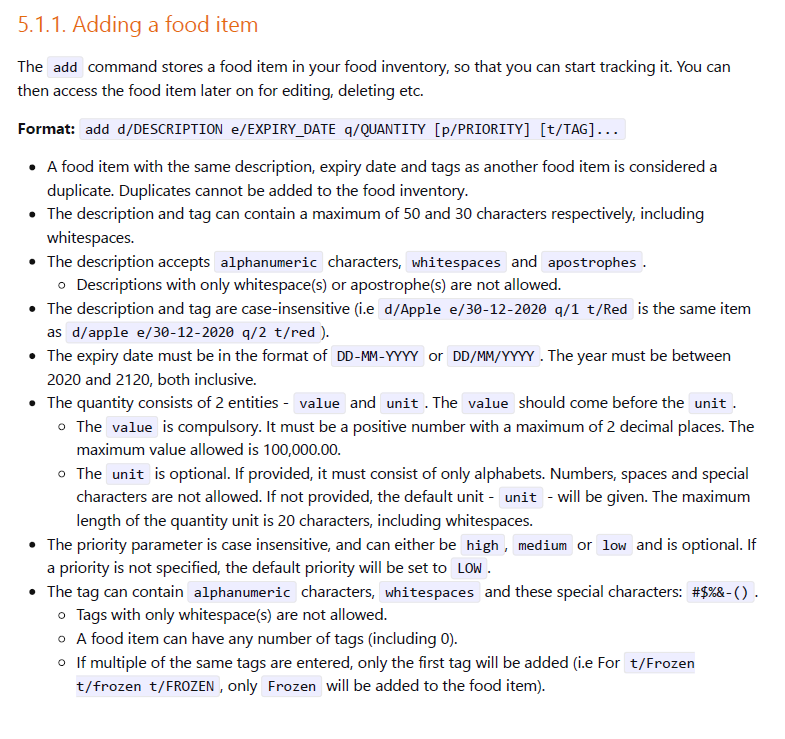 5.1.1. Adding a food item
The add command stores a food item in your food inventory, so that you can start tracking it. You can
then access the food item later on for editing, deleting etc.
Format: add d/DESCRIPTION e/EXPIRY_DATE q/QUANTITY [p/PRIORITY] [t/TAG]...
• A food item with the same description, expiry date and tags as another food item is considered a
duplicate. Duplicates cannot be added to the food inventory.
• The description and tag can contain a maximum of 50 and 30 characters respectively, including
whitespaces.
• The description accepts alphanumeric characters, whitespaces and apostrophes.
◦ Descriptions with only whitespace(s) or apostrophe(s) are not allowed.
• The description and tag are case-insensitive (i.e d/Apple e/30-12-2020 q/1 t/Red is the same item
as d/apple e/30-12-2020 q/2 t/red ).
• The expiry date must be in the format of DD-MM-YYYY or DD/MM/YYYY. The year must be between
2020 and 2120, both inclusive.
• The quantity consists of 2 entities - value and unit. The value should come before the unit.
◦ The value is compulsory. It must be a positive number with a maximum of 2 decimal places. The
maximum value allowed is 100,000.00.
◦ The unit is optional. If provided, it must consist of only alphabets. Numbers, spaces and special
characters are not allowed. If not provided, the default unit - unit - will be given. The maximum
length of the quantity unit is 20 characters, including whitespaces.
• The priority parameter is case insensitive, and can either be high, medium or low and is optional. If
a priority is not specified, the default priority will be set to LOW.
• The tag can contain alphanumeric characters, whitespaces and these special characters: #$%&-().
◦ Tags with only whitespace(s) are not allowed.
◦ A food item can have any number of tags (including 0).
◦ If multiple of the same tags are entered, only the first tag will be added (i.e For t/Frozen
t/frozen t/FROZEN, only Frozen will be added to the food item).